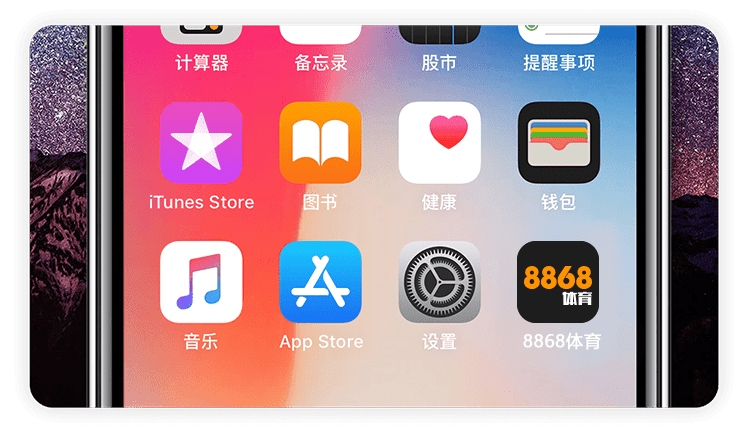 计算器
备忘录
股市
提醒事项
iTunes Store
图书
健康
钱包
8868
体育
音乐
App Store
设置
8868体育